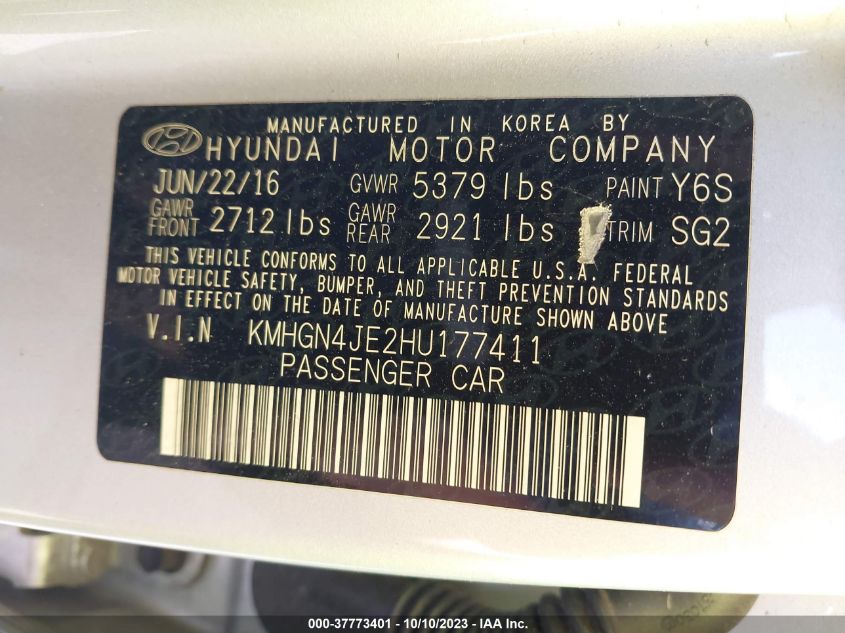 MANUFACTURED IN KOREA BY
HYUNDAI MOTOR COMPANY
JUN/22/16 GVWR 5379 lbs PAINT Y6S
GAWR FRONT 2712 lbs GAWR REAR 2921 lbs TRIM SG2
THIS VEHICLE CONFORMS TO ALL APPLICABLE U.S.A. FEDERAL
MOTOR VEHICLE SAFETY, BUMPER, AND THEFT PREVENTION STANDARDS
IN EFFECT ON THE DATE OF MANUFACTURE SHOWN ABOVE
V.I.N KMHGN4JE2HU177411
PASSENGER CAR
000-37773401 - 10/10/2023 - IAA Inc.